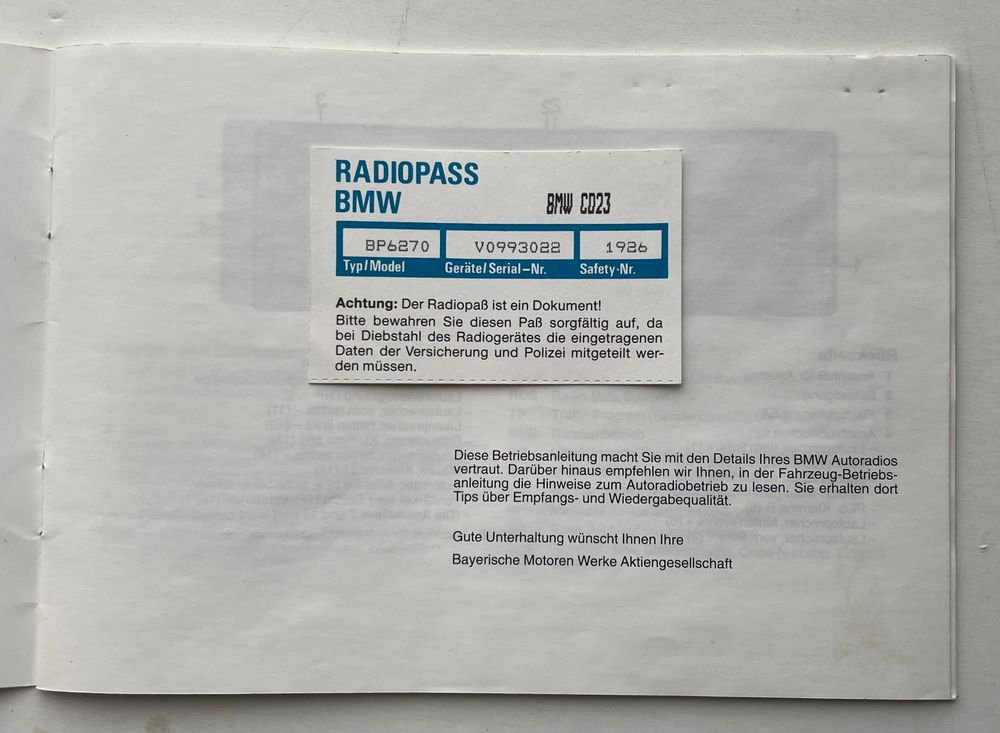 RADIOPASS
BMW
BMW CD23
BP6270 V0993022 1926
Typ/Model Geräte/Serial-Nr. Safety-Nr.
Achtung: Der Radiopaß ist ein Dokument!
Bitte bewahren Sie diesen Paß sorgfältig auf, da
bei Diebstahl des Radiogerätes die eingetragenen
Daten der Versicherung und Polizei mitgeteilt wer-
den müssen.
Diese Betriebsanleitung macht Sie mit den Details Ihres BMW Autoradios
vertraut. Darüber hinaus empfehlen wir Ihnen, in der Fahrzeug-Betriebs-
anleitung die Hinweise zum Autoradiobetrieb zu lesen. Sie erhalten dort
Tips über Empfangs- und Wiedergabequalität.
Gute Unterhaltung wünscht Ihnen Ihre
Bayerische Motoren Werke Aktiengesellschaft